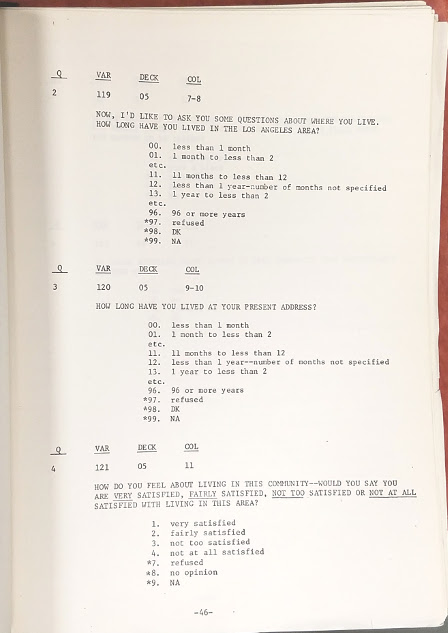 Q VAR DECK COL
2 119 05 7-8
NOW, I'D LIKE TO ASK YOU SOME QUESTIONS ABOUT WHERE YOU LIVE.
HOW LONG HAVE YOU LIVED IN THE LOS ANGELES AREA?
00. less than 1 month
01. 1 month to less than 2
etc.
11. 11 months to less than 12
12. less than 1 year-number of months not specified
13. 1 year to less than 2
etc.
96. 96 or more years
*97. refused
*98. DK
*99. NA
Q VAR DECK COL
3 120 05 9-10
HOW LONG HAVE YOU LIVED AT YOUR PRESENT ADDRESS?
00. less than 1 month
01. 1 month to less than 2
etc.
11. 11 months to less than 12
12. less than 1 year--number of months not specified
13. 1 year to less than 2
etc.
96. 96 or more years
*97. refused
*98. DK
*99. NA
Q VAR DECK COL
4 121 05 11
HOW DO YOU FEEL ABOUT LIVING IN THIS COMMUNITY--WOULD YOU SAY YOU
ARE VERY SATISFIED, FAIRLY SATISFIED, NOT TOO SATISFIED OR NOT AT ALL
SATISFIED WITH LIVING IN THIS AREA?
1. very satisfied
2. fairly satisfied
3. not too satisfied
4. not at all satisfied
*7. refused
*8. no opinion
*9. NA
-46-